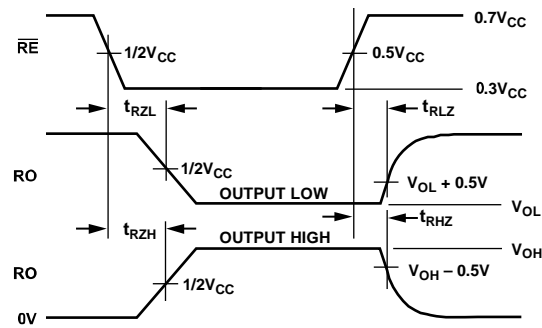 0.7VCC
RE
1/2VCC
0.5VCC
0.3VCC
tRZL
tRLZ
RO
1/2VCC
VOL + 0.5V
OUTPUT LOW
VOL
tRZH
OUTPUT HIGH
tRHZ
VOH
RO
1/2VCC
VOH – 0.5V
0V